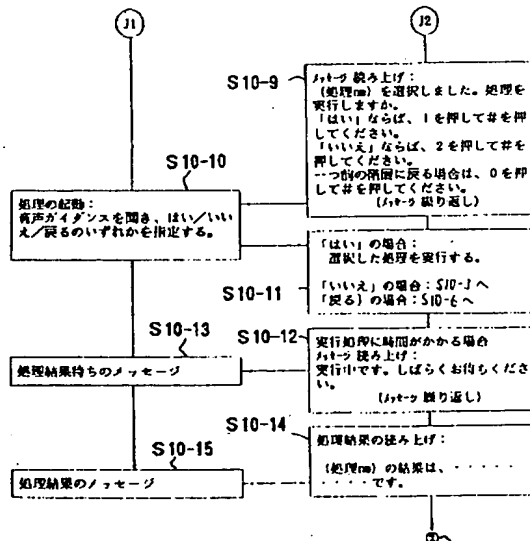 J1
J2
S10-9
メッセージ 読み上げ:
(処理nm) を選択しました。処理を
実行しますか。
「はい」ならば、1を押して#を押
してください。
「いいえ」ならば、2を押して#を
押してください。
一つ前の階層に戻る場合は、0を押
して#を押してください。
(メッセージ 繰り返し)
S10-10
処理の起動:
音声ガイダンスを聞き、はい/いい
え/戻るのいずれかを指定する。
「はい」の場合:
選択した処理を実行する。
S10-11
「いいえ」の場合:S10-3 へ
「戻る) の場合:S10-6 へ
S10-13
S10-12
実行処理に時間がかかる場合
メッセージ 読み上げ:
実行中です。しばらくお待ちくださ
い。
(メッセージ 繰り返し)
処理結果待ちのメッセージ
S10-14
処理結果の読み上げ:
(処理nm) の結果は、・・・・・
・・・・です。
S10-15
処理結果のメッセージ